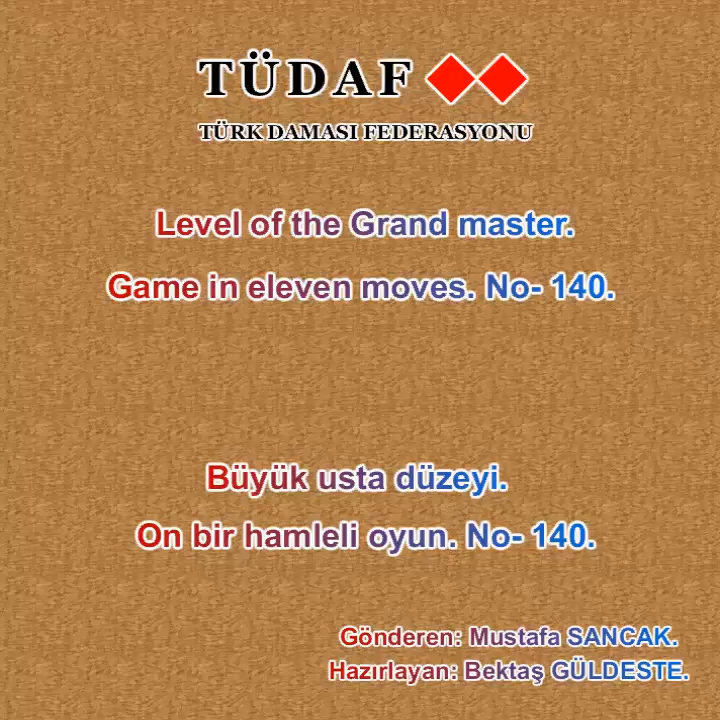 TÜDAF
TÜRK DAMASI FEDERASYONU
Level of the Grand master.
Game in eleven moves. No- 140.
Büyük usta düzeyi.
On bir hamleli oyun. No- 140.
Gönderen: Mustafa SANCAK.
Hazırlayan: Bektaş GÜLDESTE.